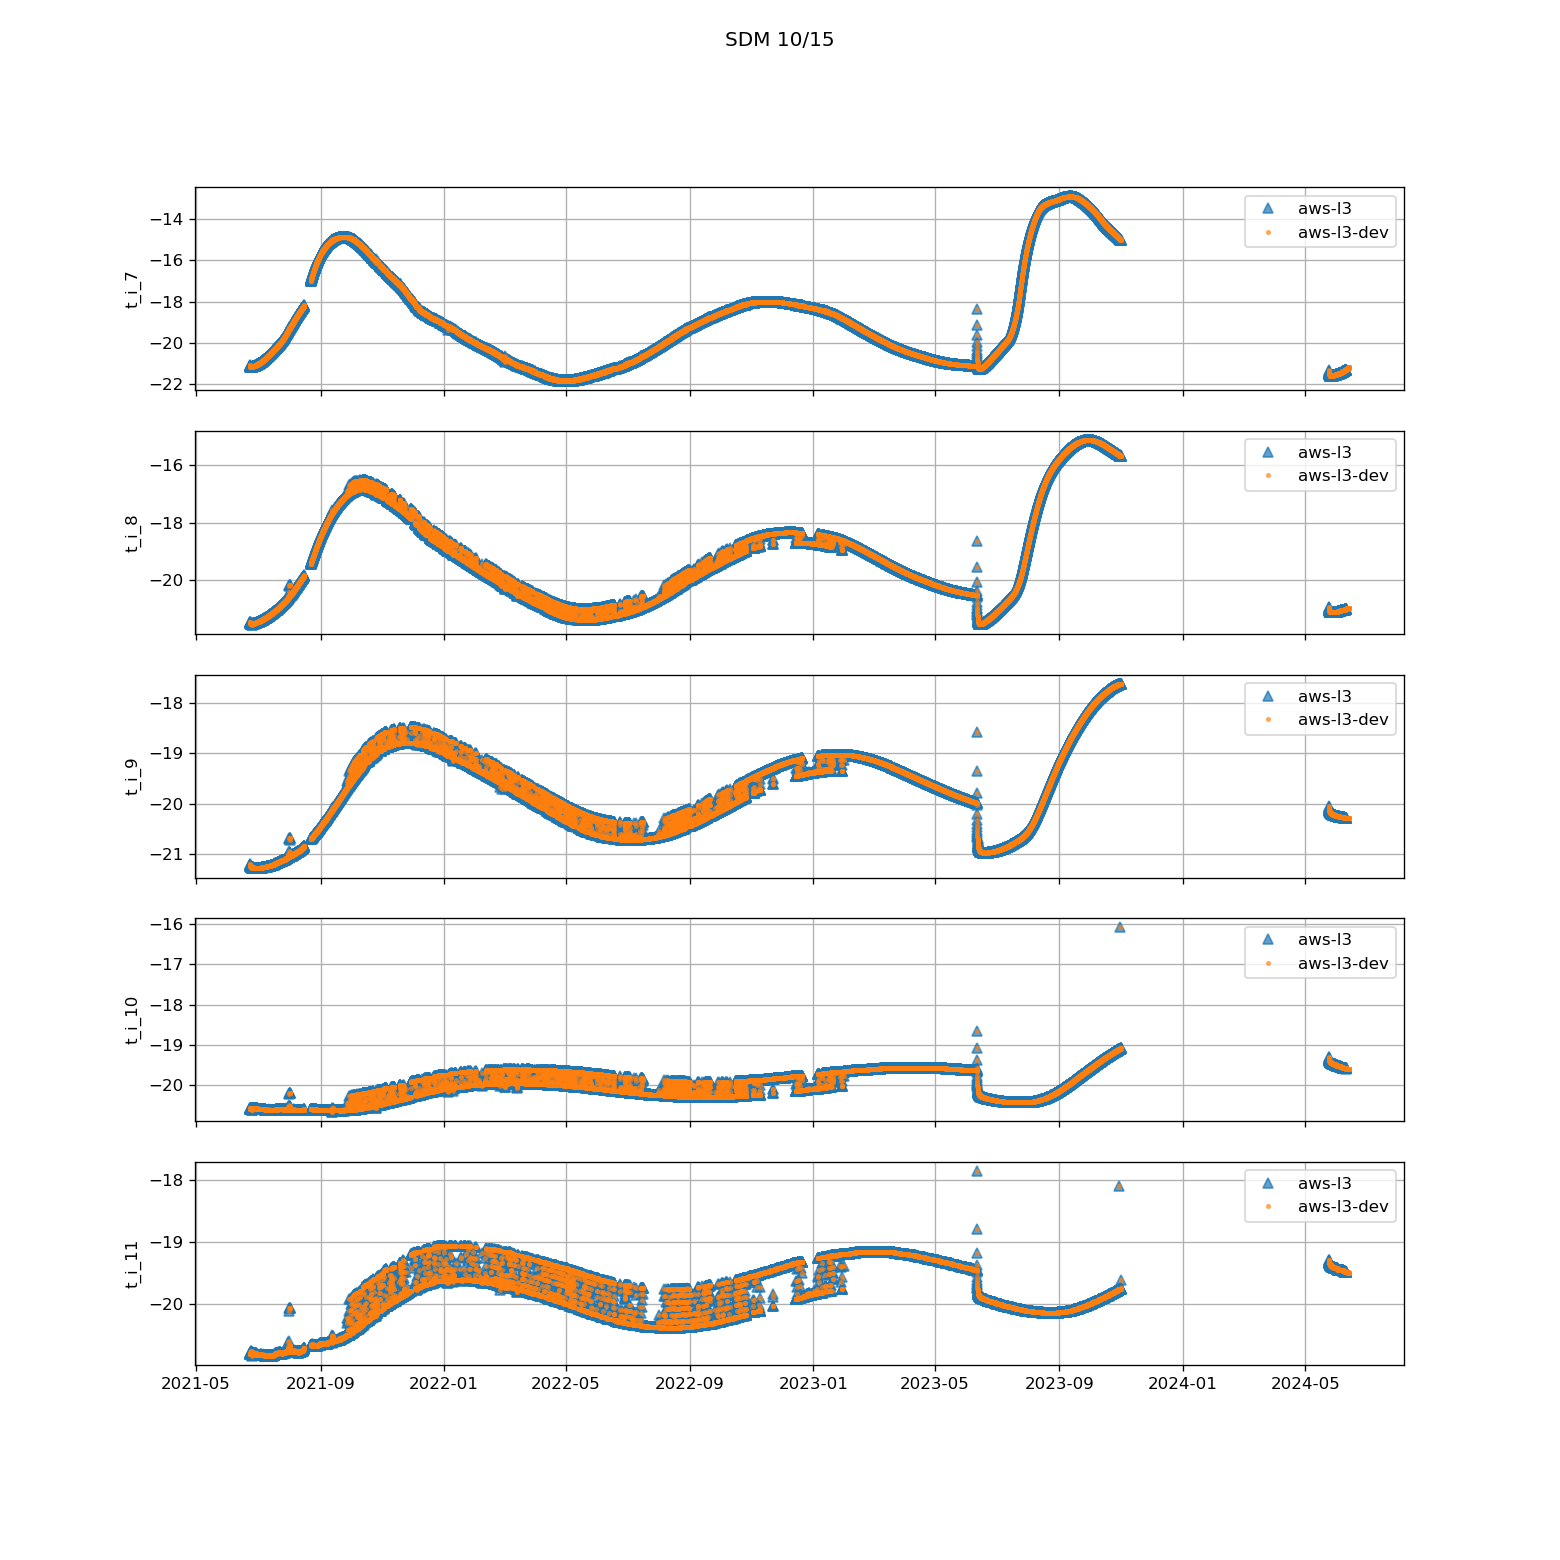 SDM 10/15
t_i_7
−14
−16
−18
−20
−22
aws-l3
aws-l3-dev
t_i_8
−16
−18
−20
aws-l3
aws-l3-dev
t_i_9
−18
−19
−20
−21
aws-l3
aws-l3-dev
t_i_10
−16
−17
−18
−19
−20
aws-l3
aws-l3-dev
t_i_11
−18
−19
−20
aws-l3
aws-l3-dev
2021-05 2021-09 2022-01 2022-05 2022-09 2023-01 2023-05 2023-09 2024-01 2024-05